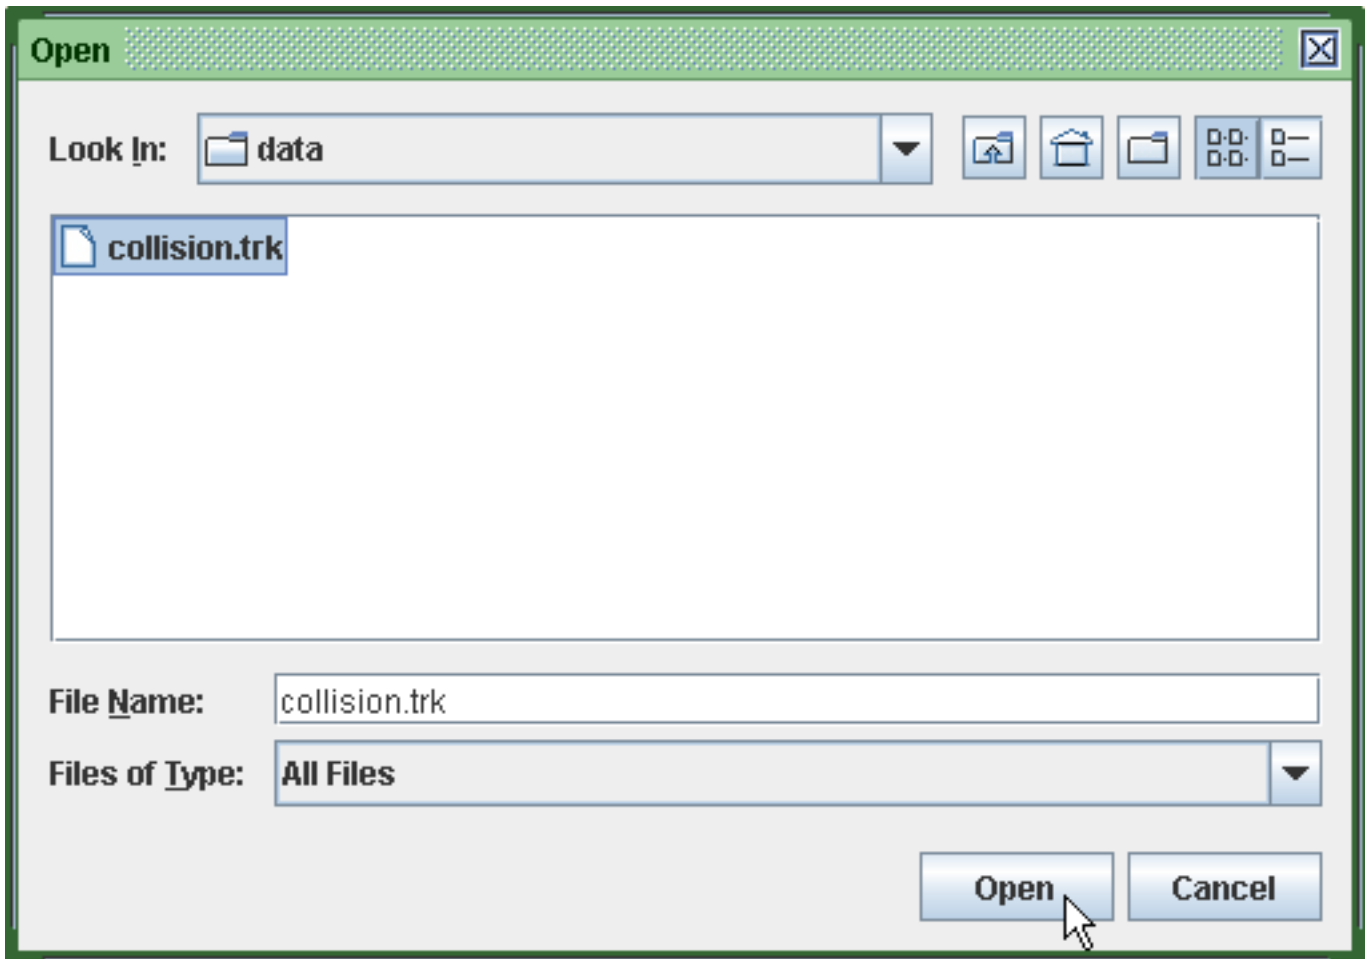 Open
Look In: data
collision.trk
File Name: collision.trk
Files of Type: All Files
Open Cancel